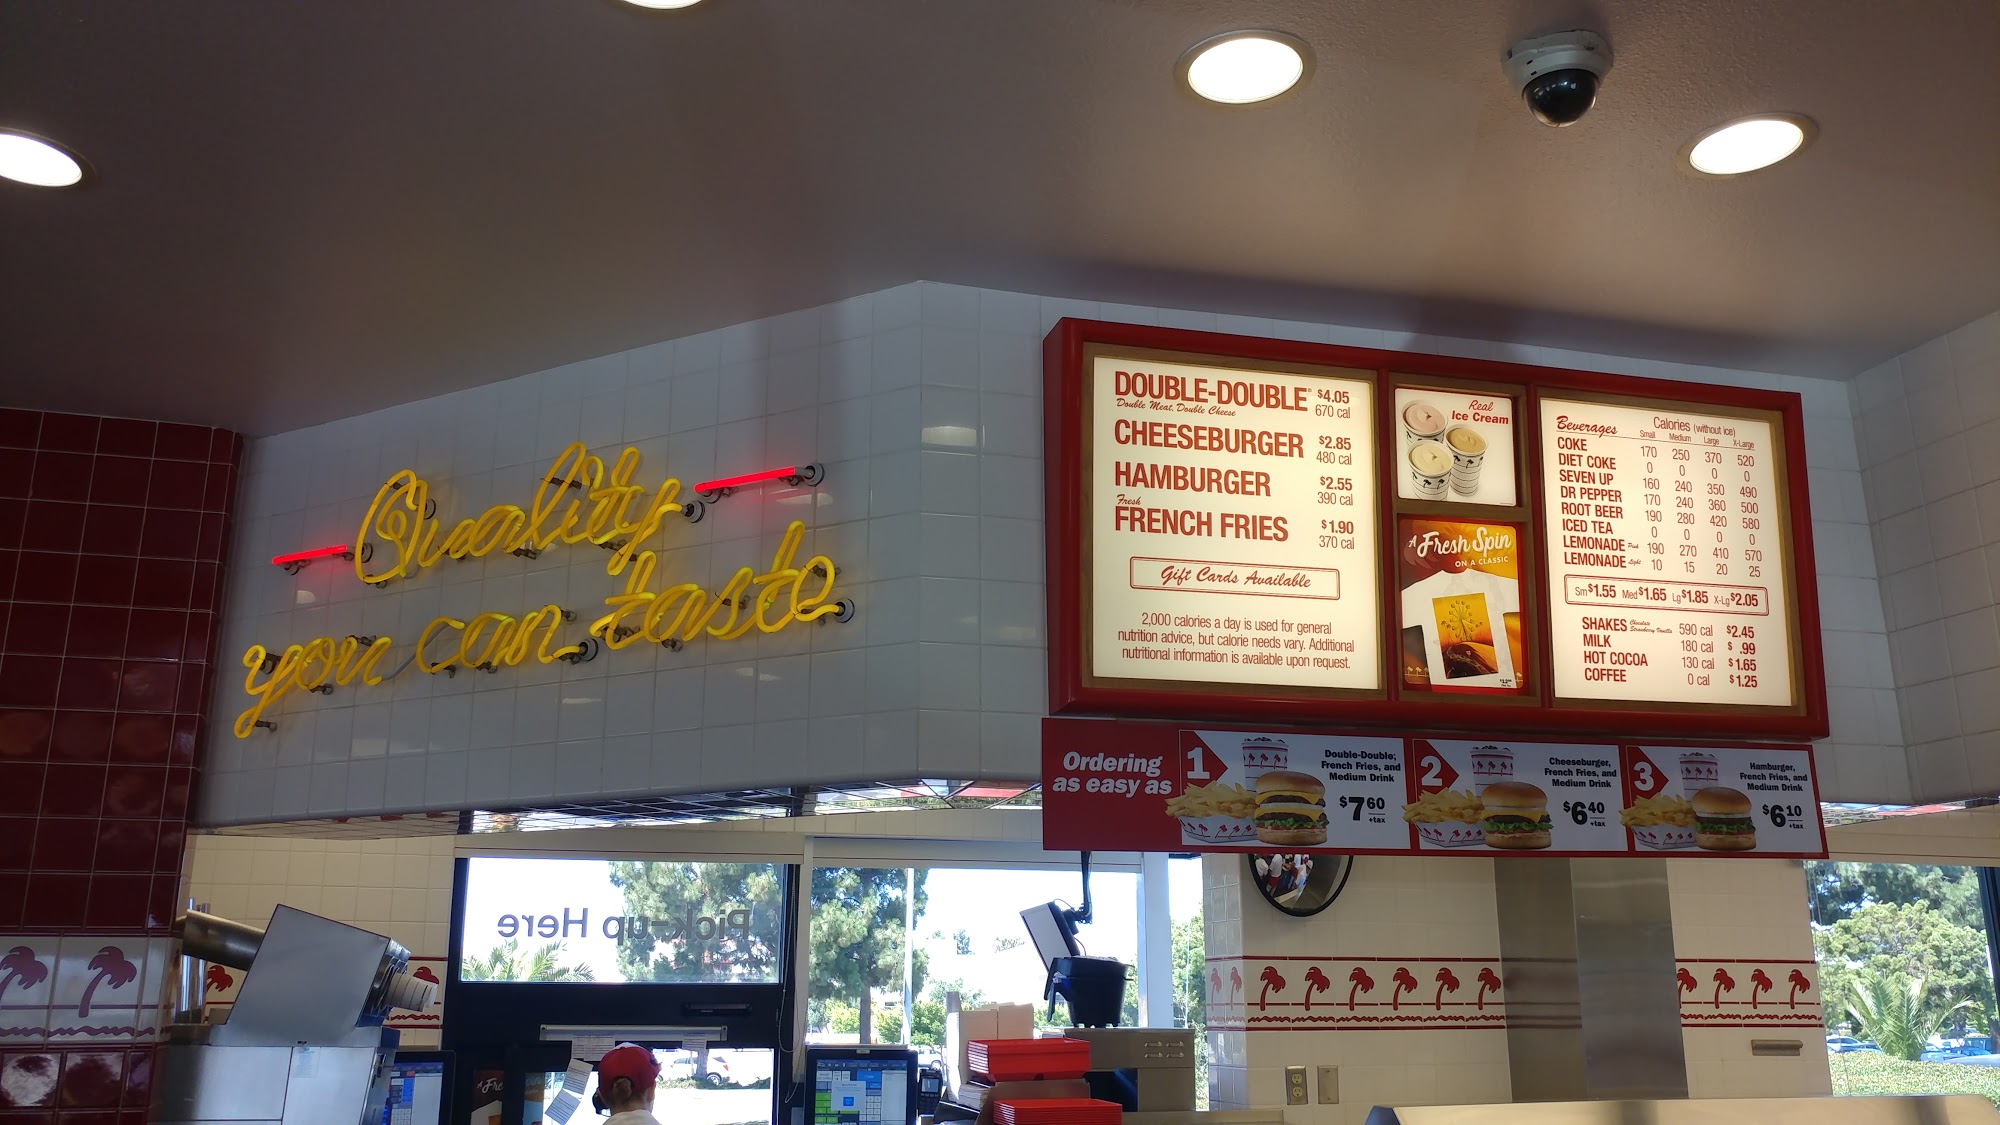 Quality
you can taste
DOUBLE-DOUBLE® $4.05
Double Meat, Double Cheese 670 cal
CHEESEBURGER $2.85
480 cal
HAMBURGER $2.55
390 cal
Fresh
FRENCH FRIES $1.90
370 cal
Gift Cards Available
2,000 calories a day is used for general
nutrition advice, but calorie needs vary. Additional
nutritional information is available upon request.
Real
Ice Cream
A Fresh Spin
ON A CLASSIC
Beverages Calories (without ice)
Small Medium Large X-Large
COKE 170 250 370 520
DIET COKE 0 0 0 0
SEVEN UP 160 240 350 490
DR PEPPER 170 240 360 500
ROOT BEER 190 280 420 580
ICED TEA 0 0 0 0
LEMONADE Pink 190 270 410 570
LEMONADE Light 10 15 20 25
Sm $1.55 Med $1.65 Lg $1.85 X-Lg $2.05
SHAKES Chocolate Strawberry Vanilla 590 cal $2.45
MILK 180 cal $ .99
HOT COCOA 130 cal $1.65
COFFEE 0 cal $1.25
Ordering
as easy as
1
Double-Double,
French Fries, and
Medium Drink
$7 60
+tax
2
Cheeseburger,
French Fries, and
Medium Drink
$6 40
+tax
3
Hamburger,
French Fries, and
Medium Drink
$6 10
+tax
Pick-up Here